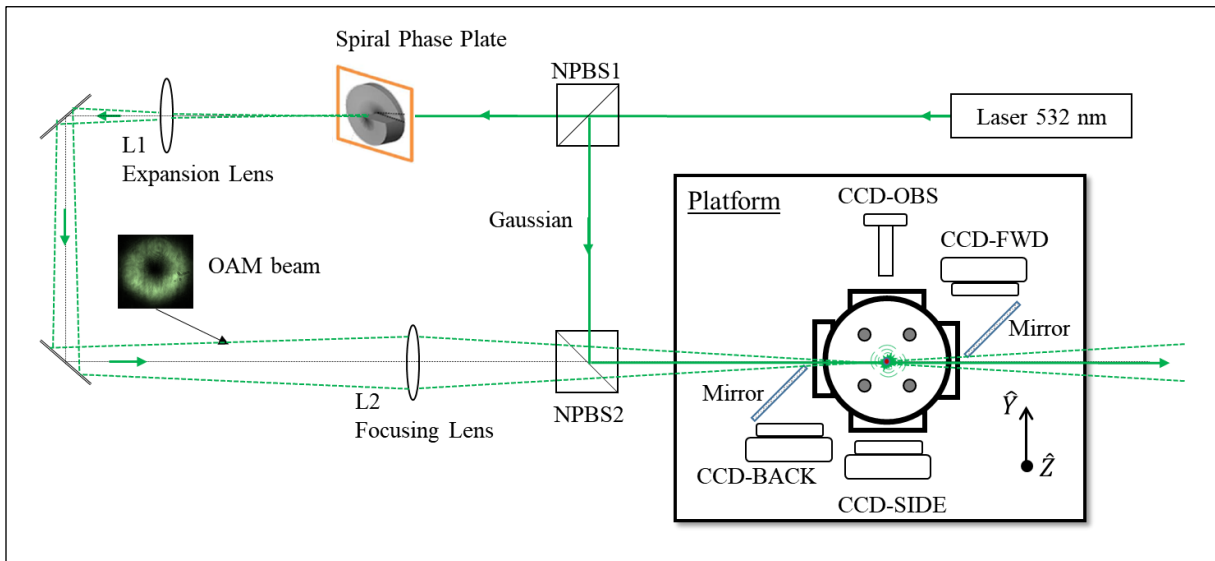 Spiral Phase Plate
NPBS1
Laser 532 nm
L1
Expansion Lens
Gaussian
Platform
CCD-OBS
CCD-FWD
OAM beam
Mirror
Mirror
L2
Focusing Lens
NPBS2
CCD-BACK
CCD-SIDE
Ŷ
Ẑ